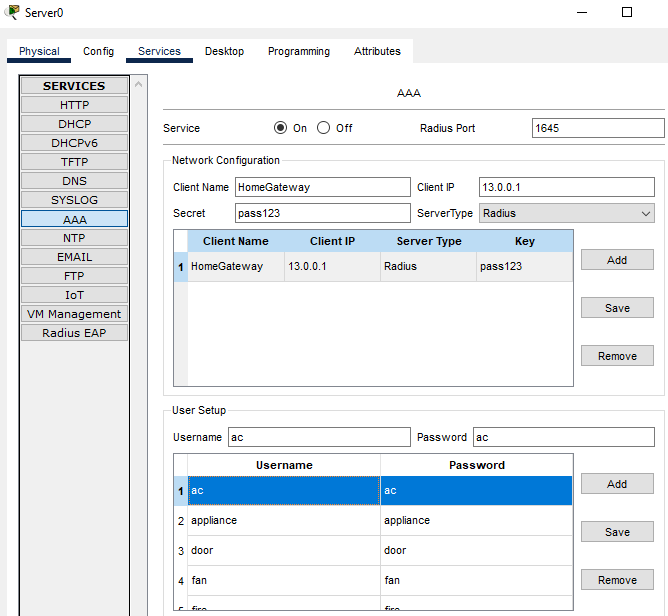 Server0
Physical Config Services Desktop Programming Attributes
SERVICES
HTTP
DHCP
DHCPv6
TFTP
DNS
SYSLOG
AAA
NTP
EMAIL
FTP
IoT
VM Management
Radius EAP
AAA
Service On Off Radius Port 1645
Network Configuration
Client Name HomeGateway Client IP 13.0.0.1
Secret pass123 ServerType Radius
Client Name Client IP Server Type Key
1 HomeGateway 13.0.0.1 Radius pass123
Add
Save
Remove
User Setup
Username ac Password ac
Username Password
1 ac ac
2 appliance appliance
3 door door
4 fan fan
5 fire fire
Add
Save
Remove